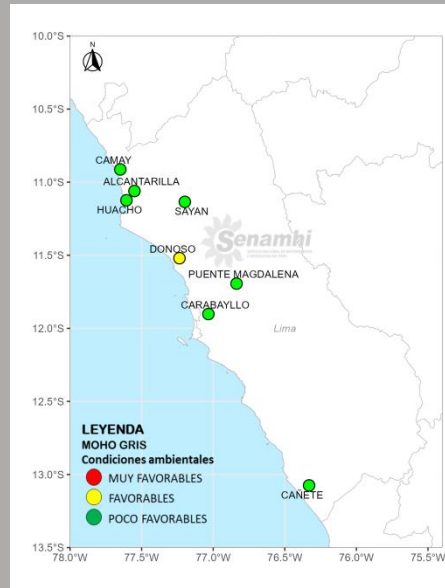 N
10.0°S
10.5°S
11.0°S
11.5°S
12.0°S
12.5°S
13.0°S
13.5°S
CAMAY
ALCANTARILLA
HUACHO
SAYAN
Senamhi
DONOSO
PUENTE MAGDALENA
CARABAYLLO
Lima
LEYENDA
MOHO GRIS
Condiciones ambientales
MUY FAVORABLES
FAVORABLES
POCO FAVORABLES
CAÑETE
78.0°W 77.5°W 77.0°W 76.5°W 76.0°W 75.5°W